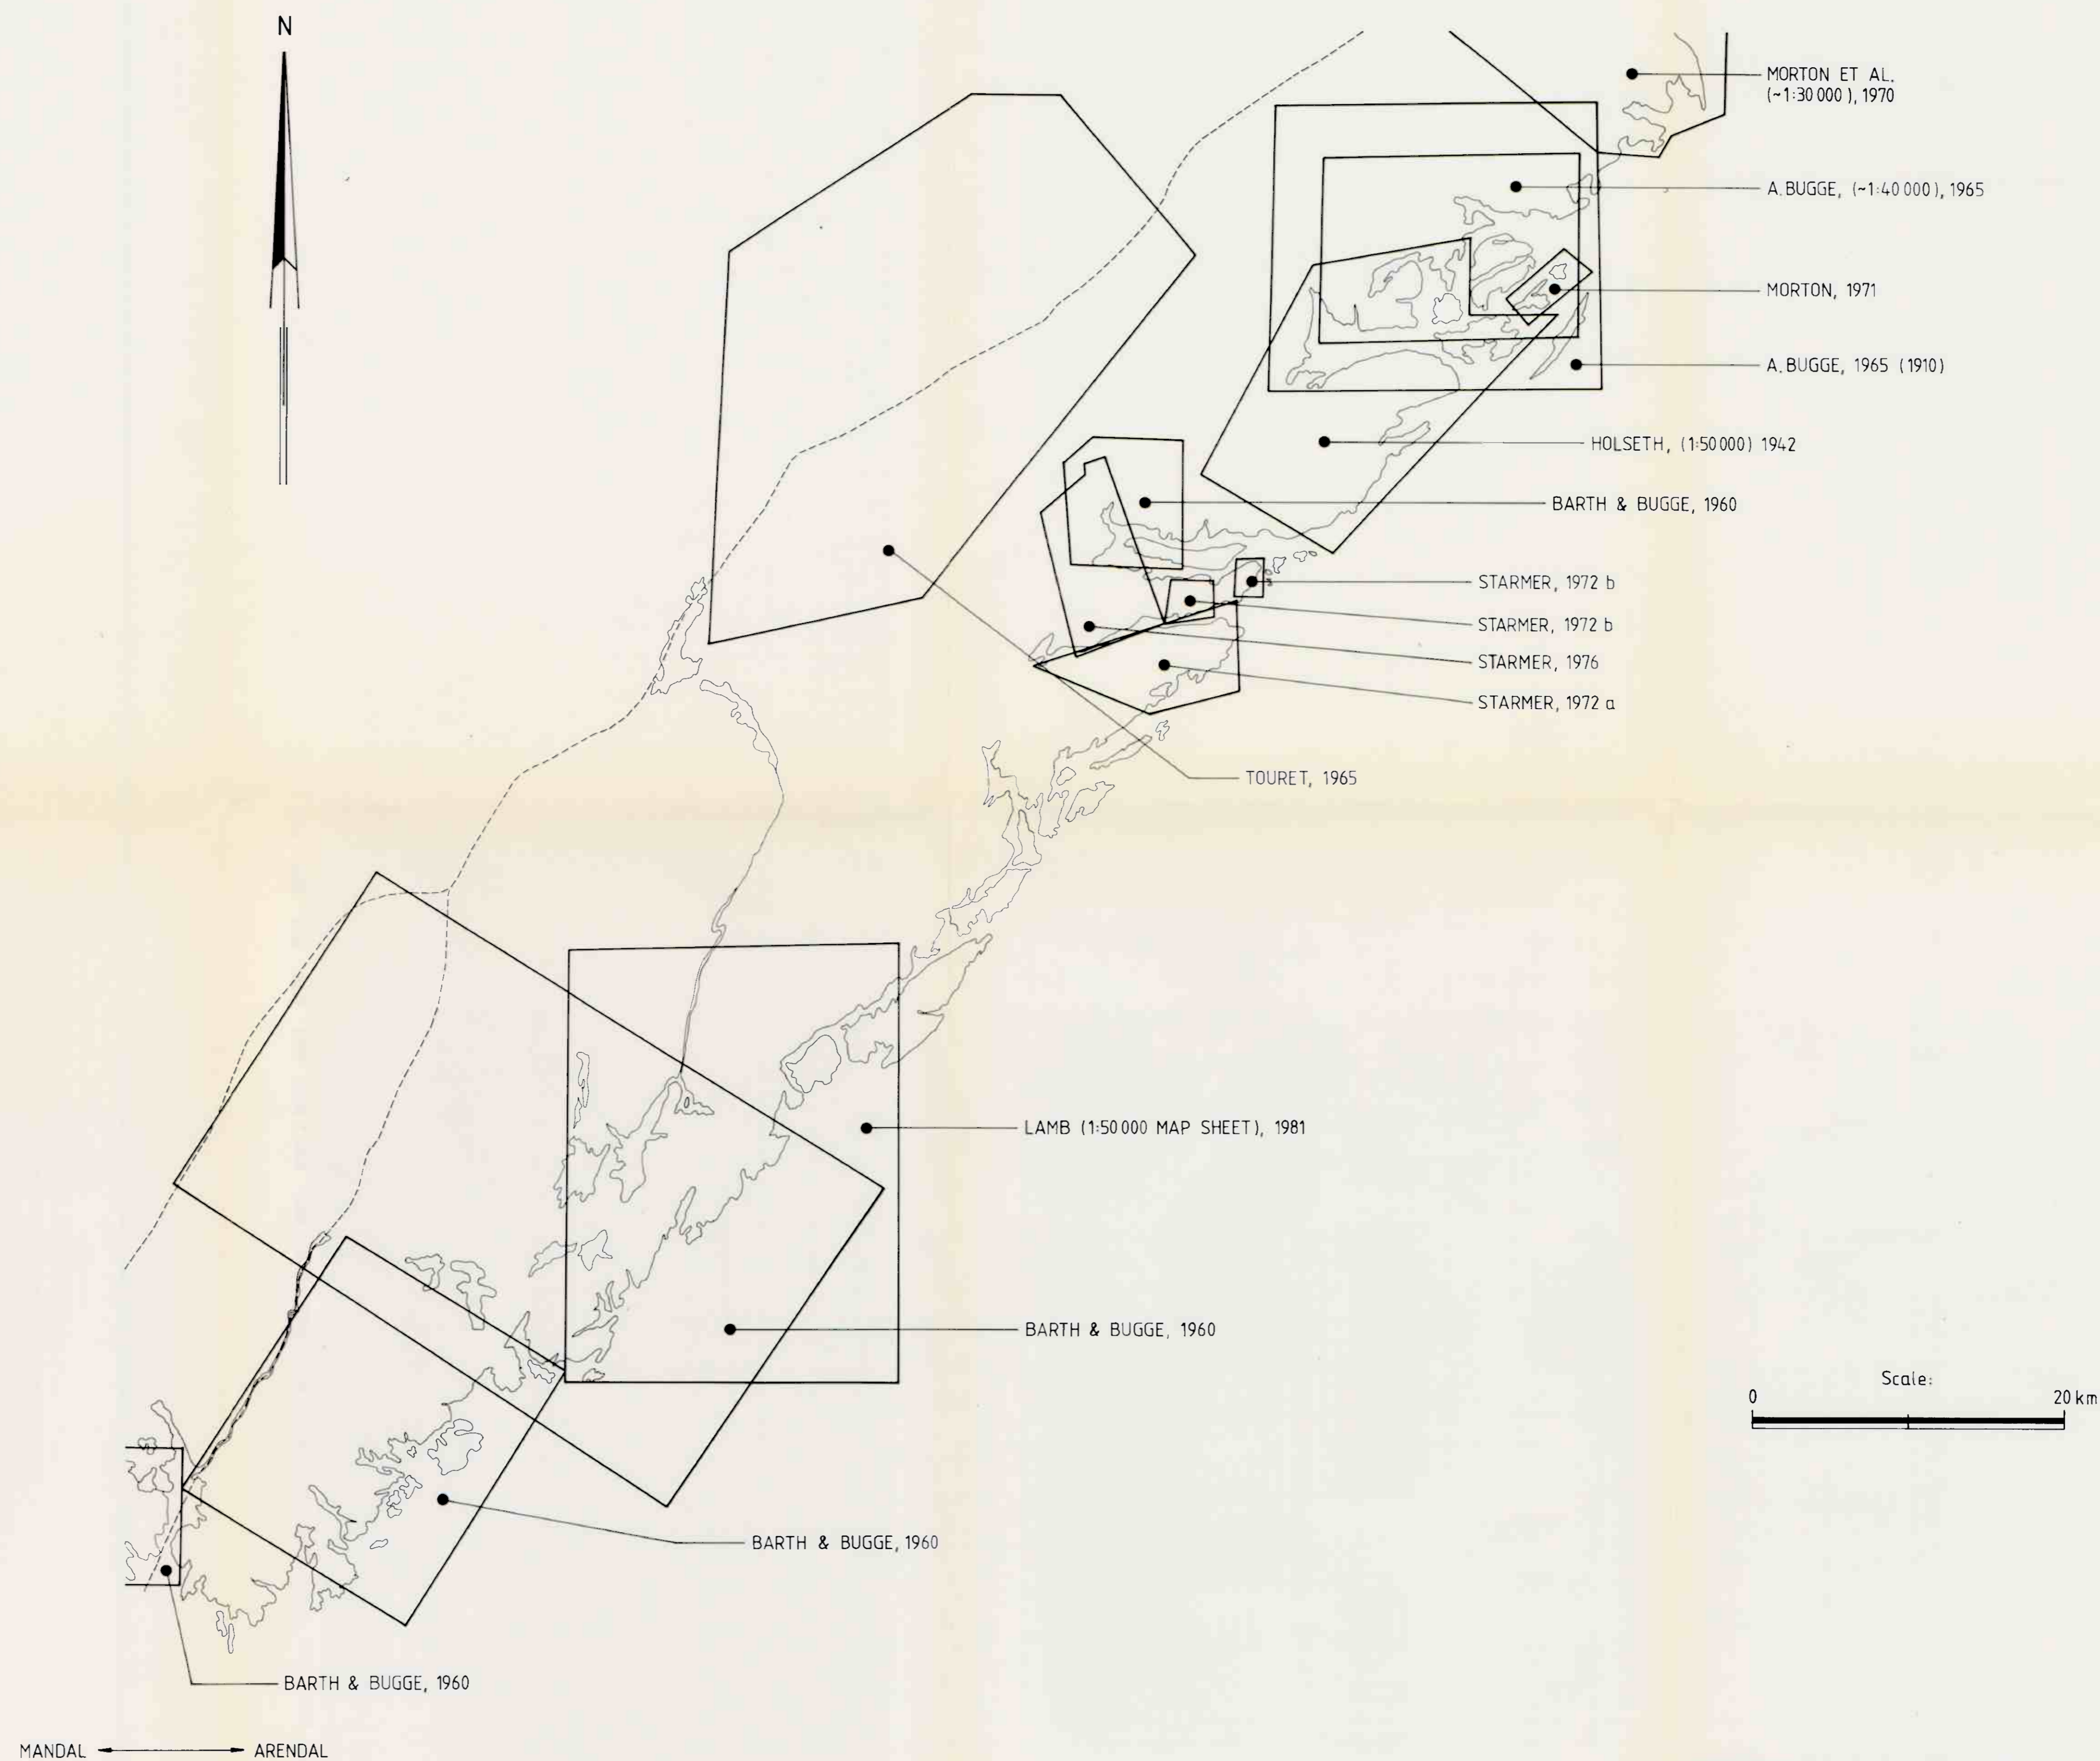 N
MORTON ET AL.
(~1:30 000 ), 1970
A. BUGGE, (~1:40 000), 1965
MORTON, 1971
A. BUGGE, 1965 (1910)
HOLSETH, (1:50 000) 1942
BARTH & BUGGE, 1960
STARMER, 1972 b
STARMER, 1972 b
STARMER, 1976
STARMER, 1972 a
TOURET, 1965
LAMB (1:50 000 MAP SHEET), 1981
BARTH & BUGGE, 1960
Scale:
0 20 km
BARTH & BUGGE, 1960
BARTH & BUGGE, 1960
MANDAL ARENDAL